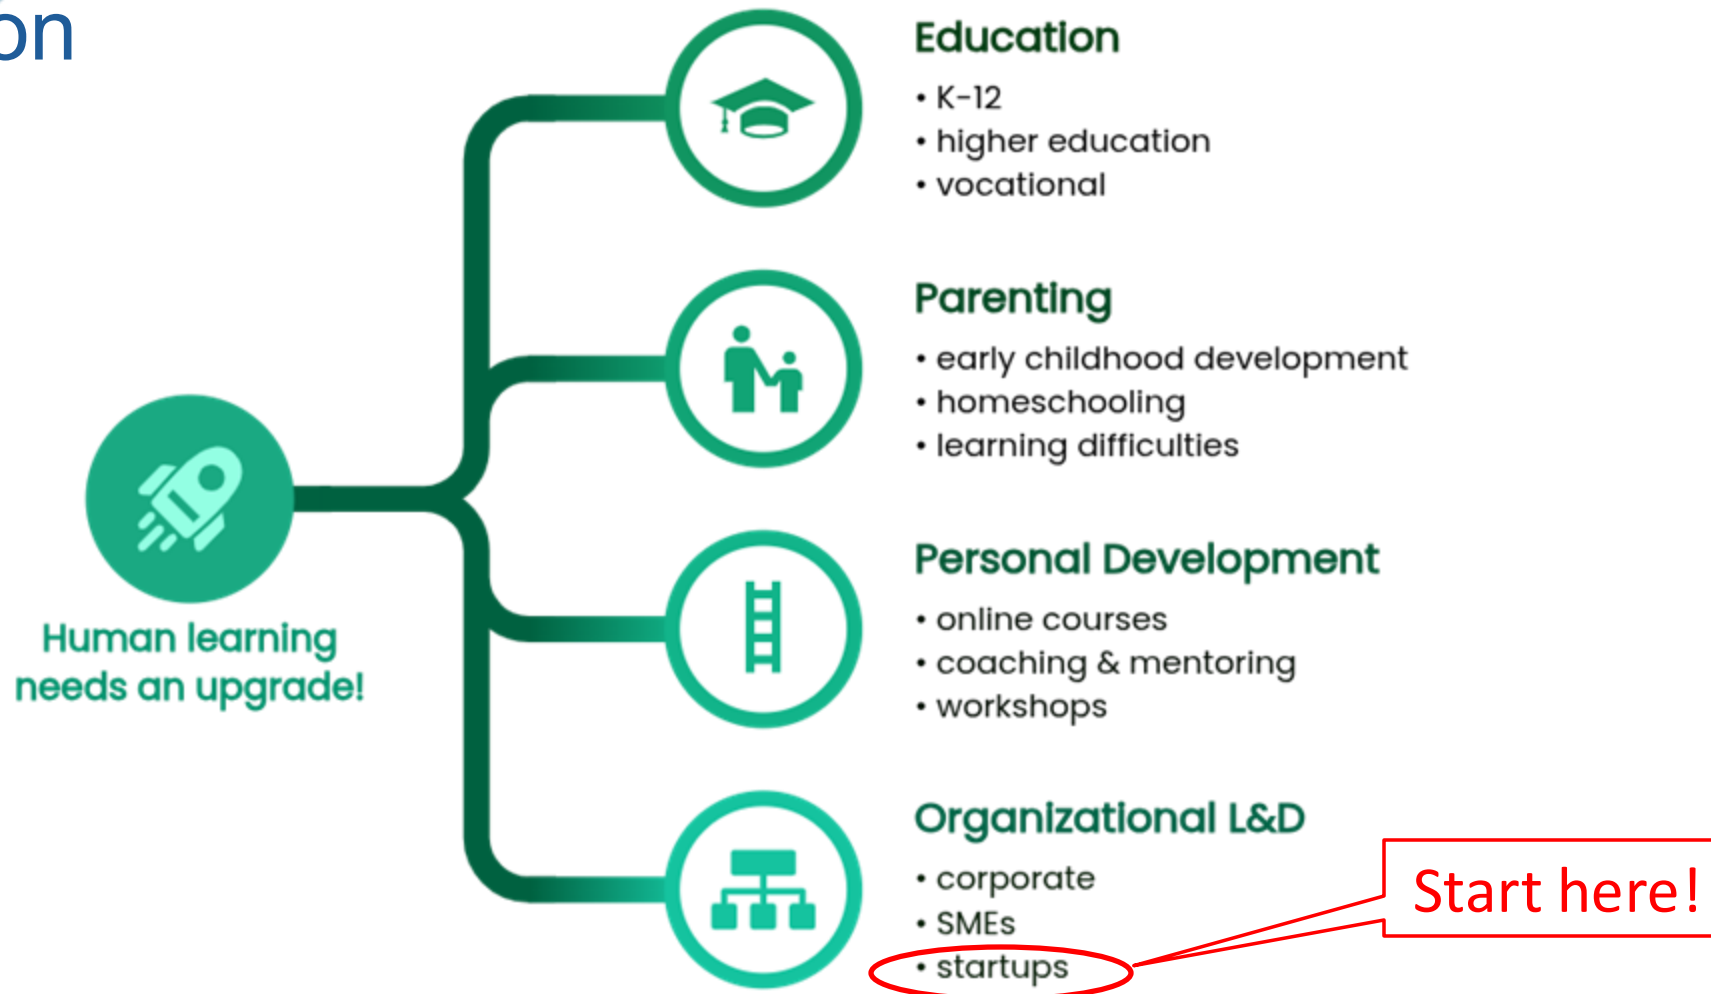 on
Education
• K-12
• higher education
• vocational
Parenting
• early childhood development
• homeschooling
• learning difficulties
Human learning
needs an upgrade!
Personal Development
• online courses
• coaching & mentoring
• workshops
Organizational L&D
• corporate
• SMEs
• startups
Start here!